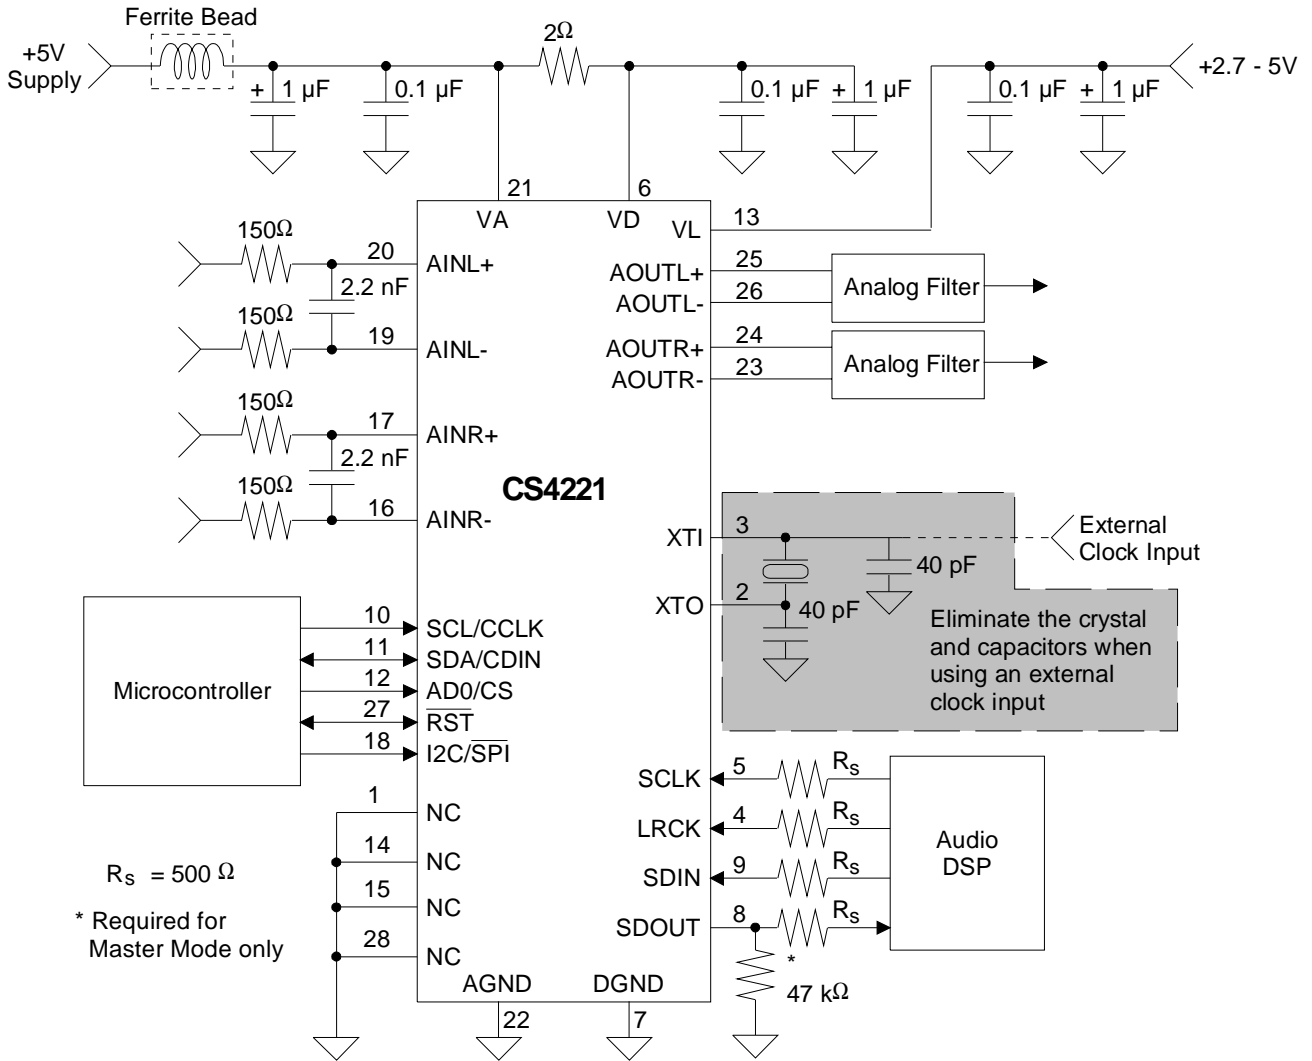 Ferrite Bead
+5V
Supply
+ 1 µF
0.1 µF
2Ω
0.1 µF
+ 1 µF
0.1 µF
+ 1 µF
+2.7 - 5V
21
6
VA
VD
VL
13
150Ω
20
AINL+
2.2 nF
150Ω
19
AINL-
150Ω
17
AINR+
2.2 nF
150Ω
16
AINR-
AOUTL+
25
AOUTL-
26
Analog Filter
AOUTR+
24
AOUTR-
23
Analog Filter
CS4221
XTI
3
XTO
2
40 pF
40 pF
External
Clock Input
Eliminate the crystal
and capacitors when
using an external
clock input
Microcontroller
10
SCL/CCLK
11
SDA/CDIN
12
AD0/CS
27
RST
18
I2C/SPI
1
NC
14
NC
15
NC
28
NC
Rs = 500 Ω
* Required for
Master Mode only
SCLK
5
Rs
LRCK
4
Rs
SDIN
9
Rs
SDOUT
8
Rs
Audio
DSP
*
47 kΩ
AGND
DGND
22
7